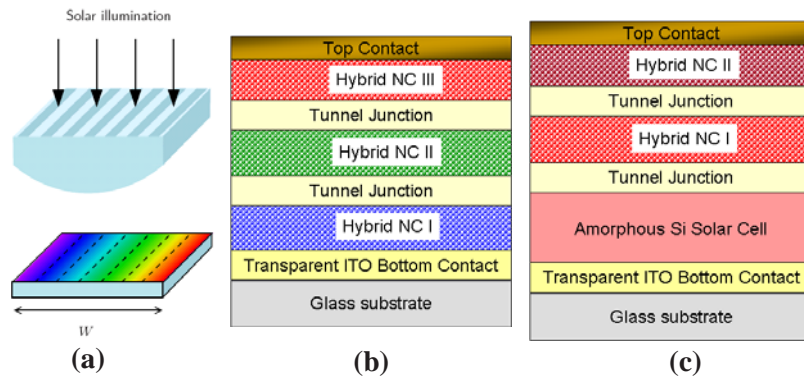 Solar illumination
W
(a)
Top Contact
Hybrid NC III
Tunnel Junction
Hybrid NC II
Tunnel Junction
Hybrid NC I
Transparent ITO Bottom Contact
Glass substrate
(b)
Top Contact
Hybrid NC II
Tunnel Junction
Hybrid NC I
Tunnel Junction
Amorphous Si Solar Cell
Transparent ITO Bottom Contact
Glass substrate
(c)